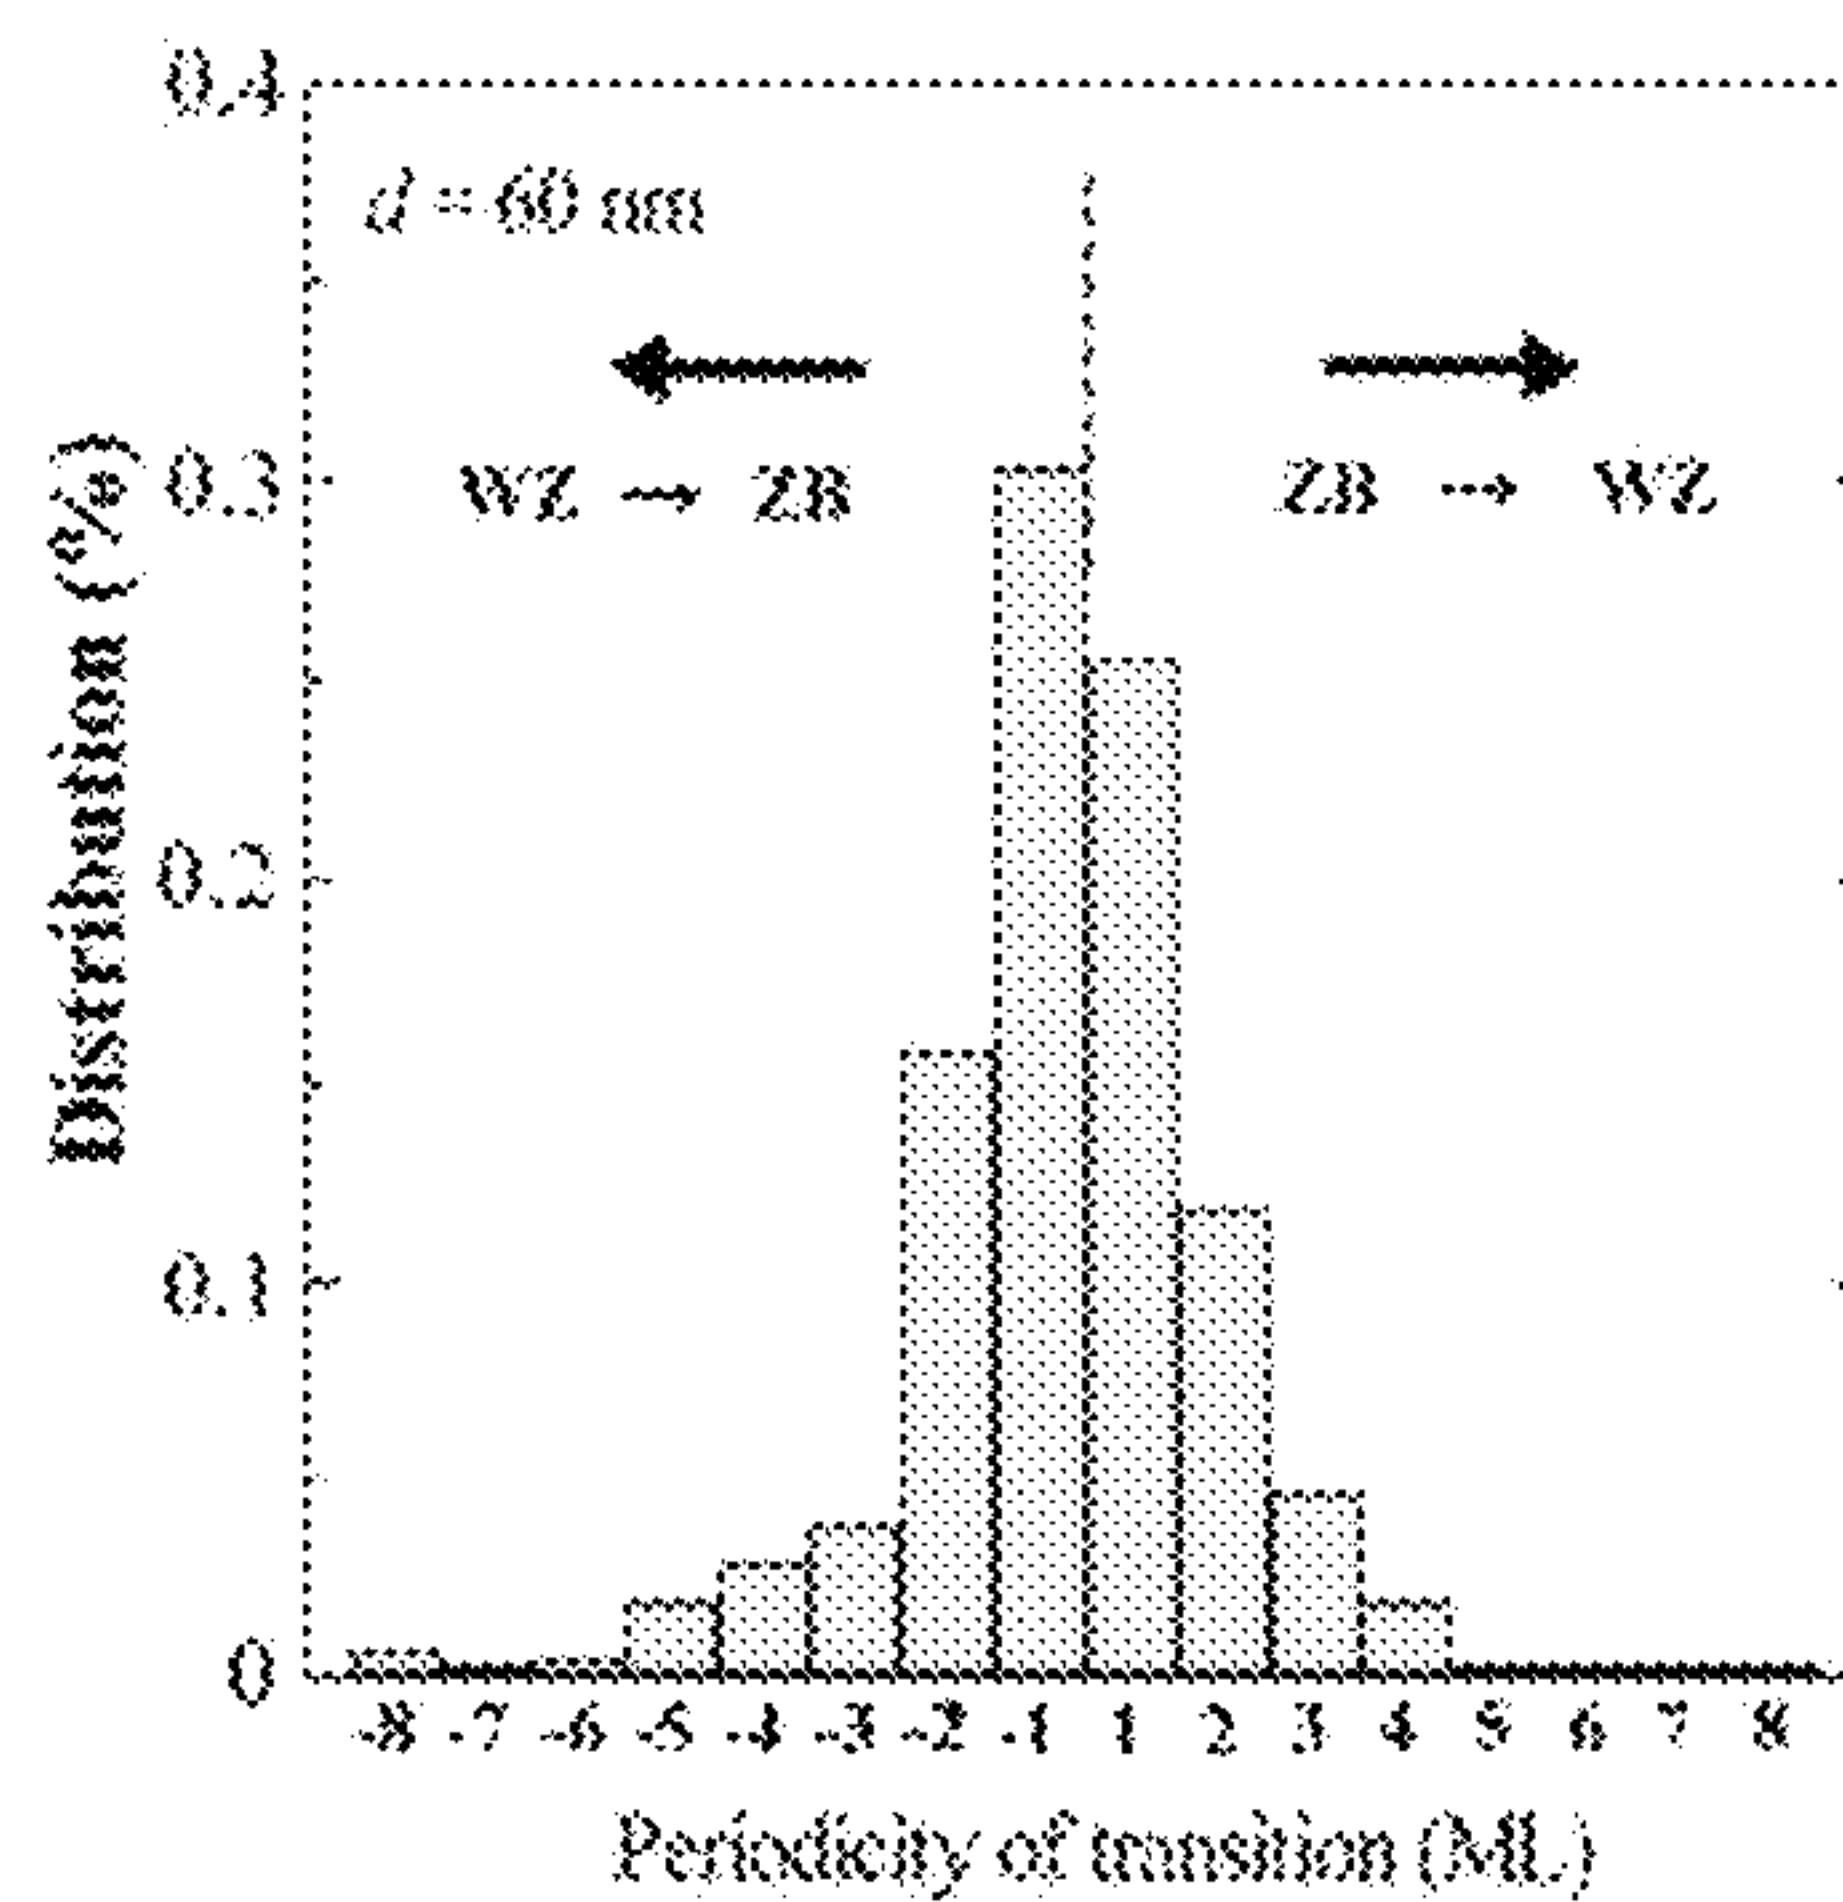 0.4
d = 60 nm
Distribution (%)
0.3
WZ → ZB
ZB → WZ
0.2
0.1
0
-8 -7 -6 -5 -4 -3 -2 -1 1 2 3 4 5 6 7 8
Periodicity of transition (ML)